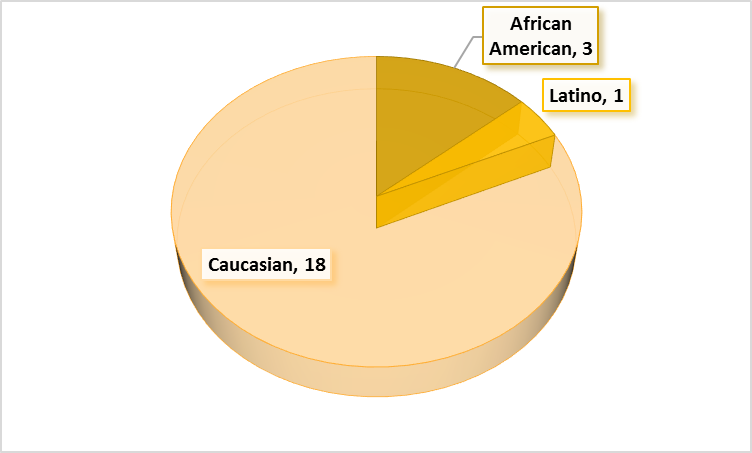 African
American, 3
Latino, 1
Caucasian, 18